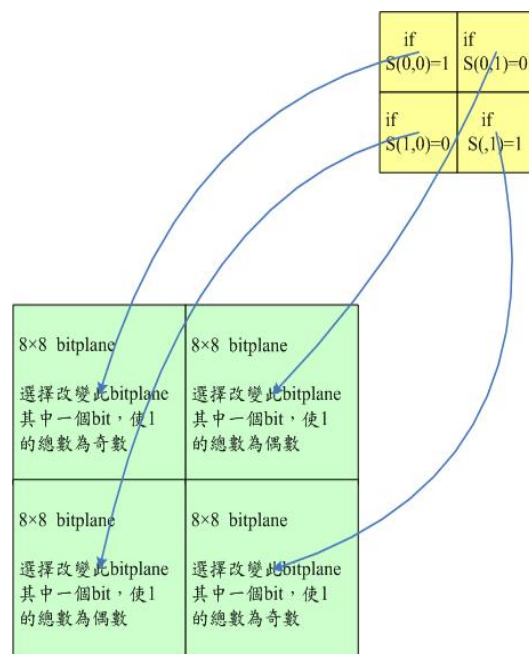 if
S(0,0)=1
if
S(0,1)=0
if
S(1,0)=0
if
S(,1)=1
8×8 bitplane
選擇改變此bitplane
其中一個bit，使1
的總數為奇數
8×8 bitplane
選擇改變此bitplane
其中一個bit，使1
的總數為偶數
8×8 bitplane
選擇改變此bitplane
其中一個bit，使1
的總數為偶數
8×8 bitplane
選擇改變此bitplane
其中一個bit，使1
的總數為奇數